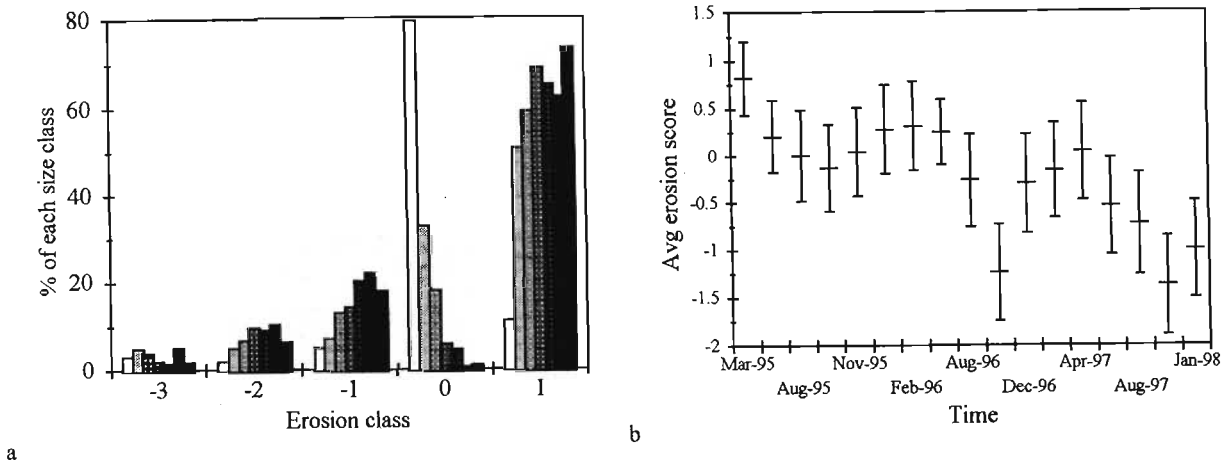 % of each size class
80
60
40
20
0
-3 -2 -1 0 1
Erosion class
a
Avg erosion score
1.5
1
0.5
0
-0.5
-1
-1.5
-2
Mar-95 Nov-95 Aug-96 Apr-97 Jan-98
Aug-95 Feb-96 Dec-96 Aug-97
Time
b